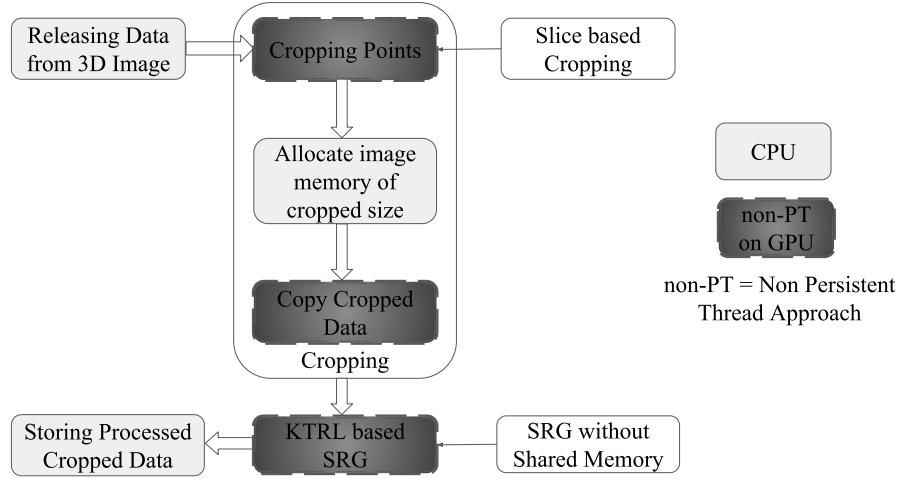 Releasing Data
from 3D Image
Cropping Points
Slice based
Cropping
Allocate image
memory of
cropped size
Copy Cropped
Data
Cropping
KTRL based
SRG
Storing Processed
Cropped Data
SRG without
Shared Memory
CPU
non-PT
on GPU
non-PT = Non Persistent
Thread Approach